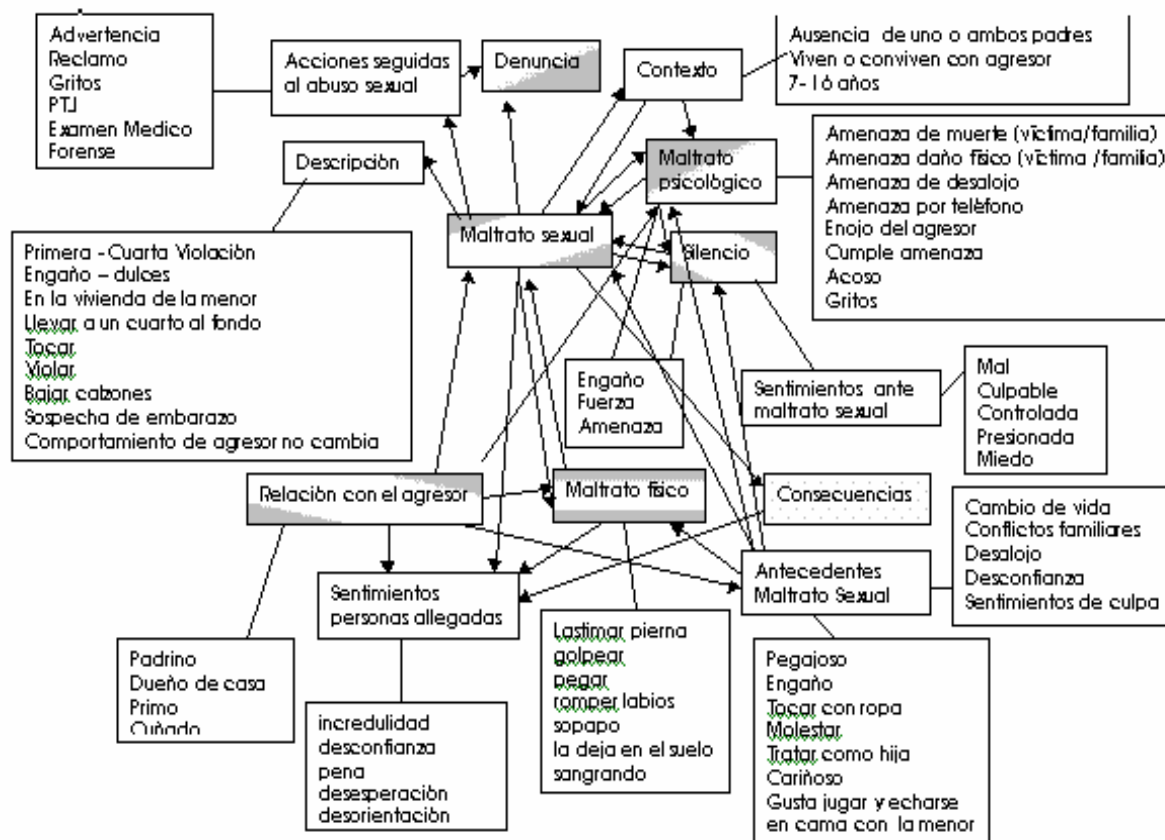 Advertencia
Reclamo
Gritos
PTJ
Examen Medico
Forense
Acciones seguidas
al abuso sexual
Denuncia
Contexto
Ausencia de uno o ambos padres
Viven o conviven con agresor
7- 16 años
Descripción
Maltrato
psicológico
Amenaza de muerte (víctima/familia)
Amenaza daño físico (víctima /familia)
Amenaza de desalojo
Amenaza por teléfono
Enojo del agresor
Cumple amenaza
Acoso
Gritos
Maltrato sexual
Silencio
Primera - Cuarta Violación
Engaño – dulces
En la vivienda de la menor
Llevar a un cuarto al fondo
Tocar
Violar
Bajar calzones
Sospecha de embarazo
Comportamiento de agresor no cambia
Engaño
Fuerza
Amenaza
Sentimientos ante
maltrato sexual
Mal
Culpable
Controlada
Presionada
Miedo
Relación con el agresor
Maltrato físico
Consecuencias
Cambio de vida
Conflictos familiares
Desalojo
Desconfianza
Sentimientos de culpa
Sentimientos
personas allegadas
Antecedentes
Maltrato Sexual
Padrino
Dueño de casa
Primo
Cuñado
incredulidad
desconfianza
pena
desesperación
desorientación
Lastimar pierna
golpear
pegar
romper labios
sopapo
la deja en el suelo
sangrando
Pegajoso
Engaño
Tocar con ropa
Molestar
Tratar como hija
Cariñoso
Gusta jugar y echarse
en cama con la menor